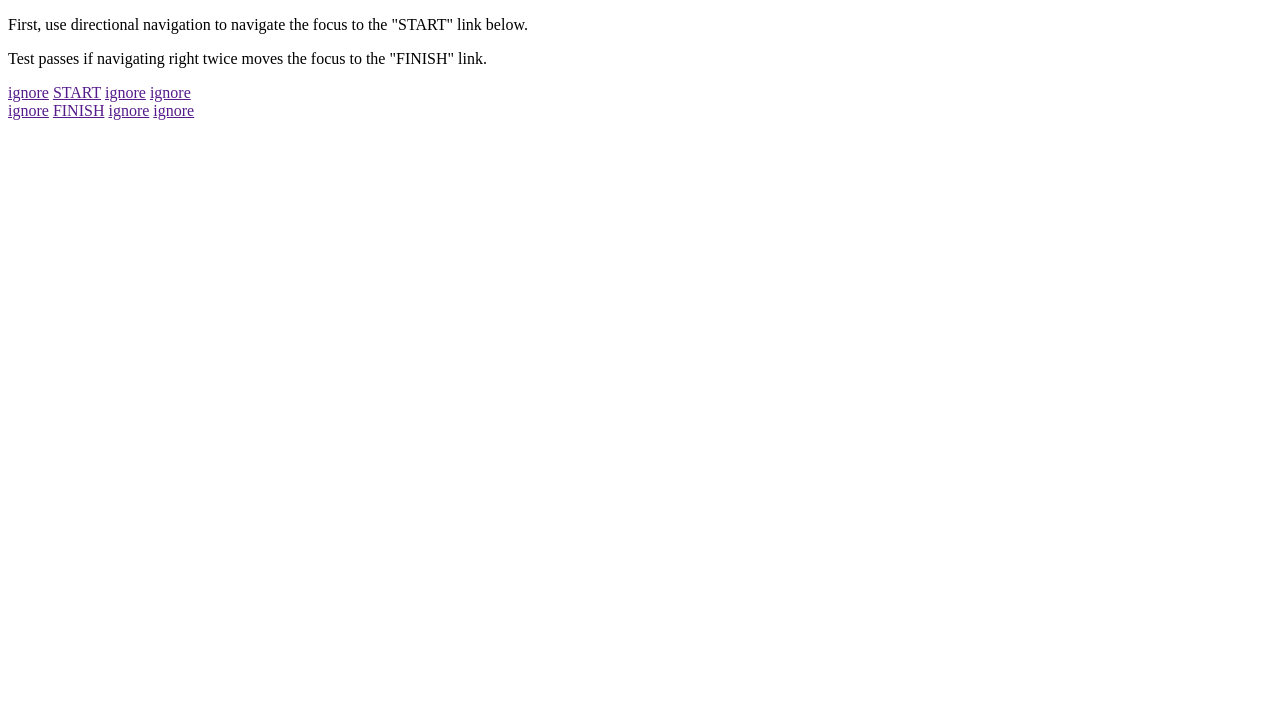 First, use directional navigation to navigate the focus to the "START" link below.
Test passes if navigating right twice moves the focus to the "FINISH" link.
ignore START ignore ignore
ignore FINISH ignore ignore